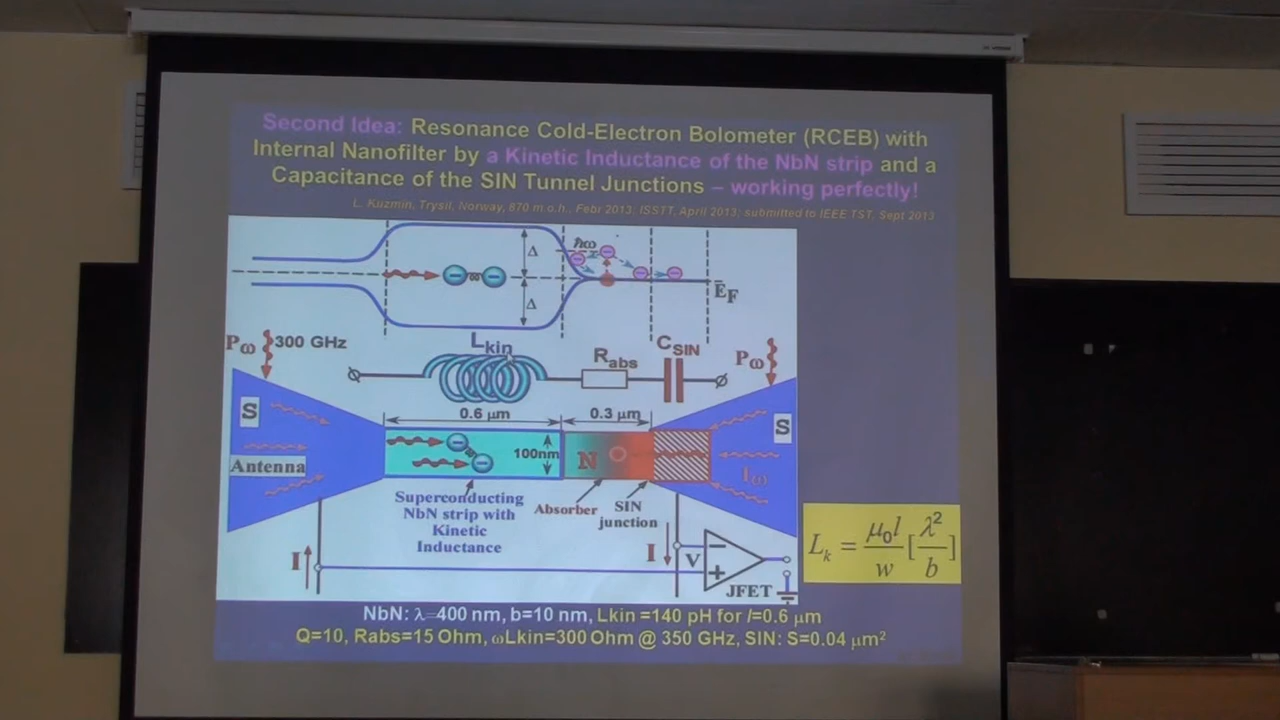 Second Idea: Resonance Cold-Electron Bolometer (RCEB) with
Internal Nanofilter by a Kinetic Inductance of the NbN strip and a
Capacitance of the SIN Tunnel Junctions – working perfectly!
L. Kuzmin, Trysil, Norway, 870 m.o.h., Febr 2013; ISSTT, April 2013; submitted to IEEE TST, Sept 2013
ħω
Δ
Δ
EF
Pω
300 GHz
Lkin
Rabs
CSIN
Pω
0.6 μm
0.3 μm
S
S
Antenna
100nm
N
Iω
Superconducting
NbN strip with
Kinetic
Inductance
Absorber
SIN
junction
I
I
V
−
+
JFET
Lk = μ0l/w [λ²/b]
NbN: λ=400 nm, b=10 nm, Lkin =140 pH for l=0.6 μm
Q=10, Rabs=15 Ohm, ωLkin=300 Ohm @ 350 GHz, SIN: S=0.04 μm²